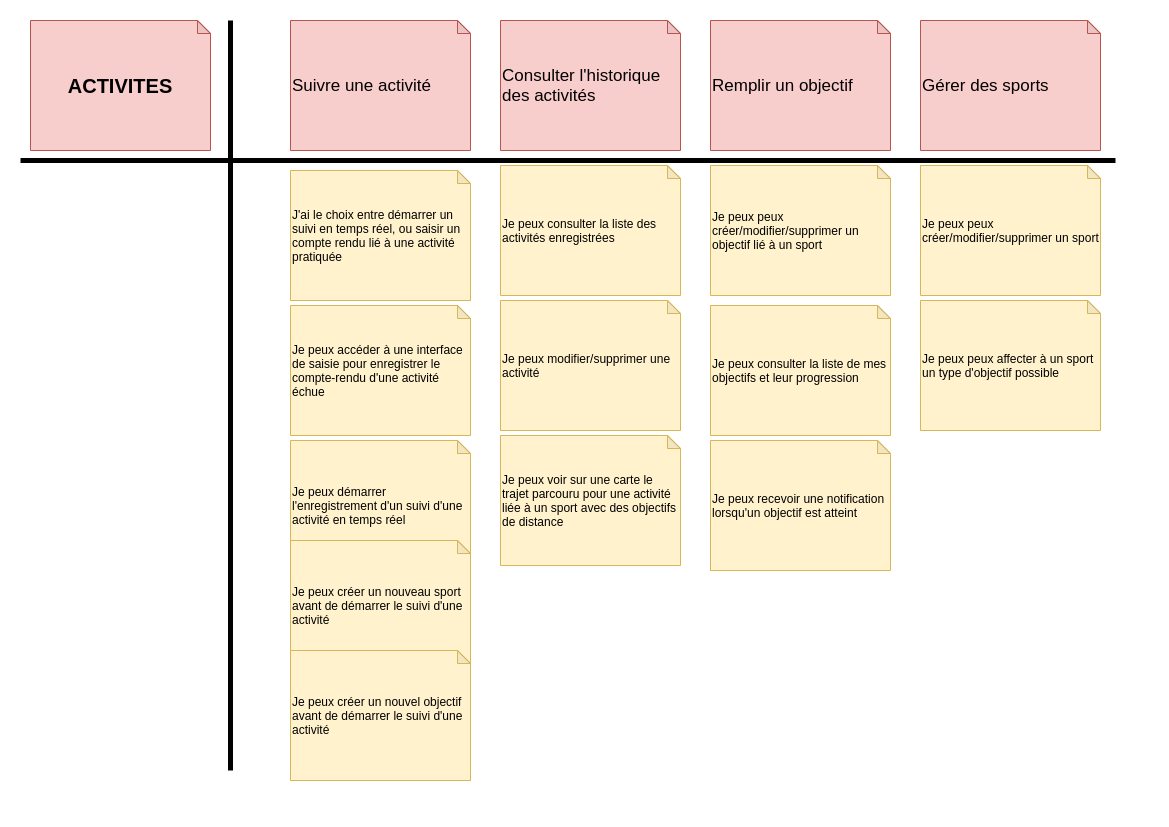 ACTIVITES
Suivre une activité
Consulter l'historique
des activités
Remplir un objectif
Gérer des sports
J'ai le choix entre démarrer un
suivi en temps réel, ou saisir un
compte rendu lié à une activité
pratiquée
Je peux accéder à une interface
de saisie pour enregistrer le
compte-rendu d'une activité
échue
Je peux démarrer
l'enregistrement d'un suivi d'une
activité en temps réel
Je peux créer un nouveau sport
avant de démarrer le suivi d'une
activité
Je peux créer un nouvel objectif
avant de démarrer le suivi d'une
activité
Je peux consulter la liste des
activités enregistrées
Je peux modifier/supprimer une
activité
Je peux voir sur une carte le
trajet parcouru pour une activité
liée à un sport avec des objectifs
de distance
Je peux peux
créer/modifier/supprimer un
objectif lié à un sport
Je peux consulter la liste de mes
objectifs et leur progression
Je peux recevoir une notification
lorsqu'un objectif est atteint
Je peux peux
créer/modifier/supprimer un sport
Je peux peux affecter à un sport
un type d'objectif possible